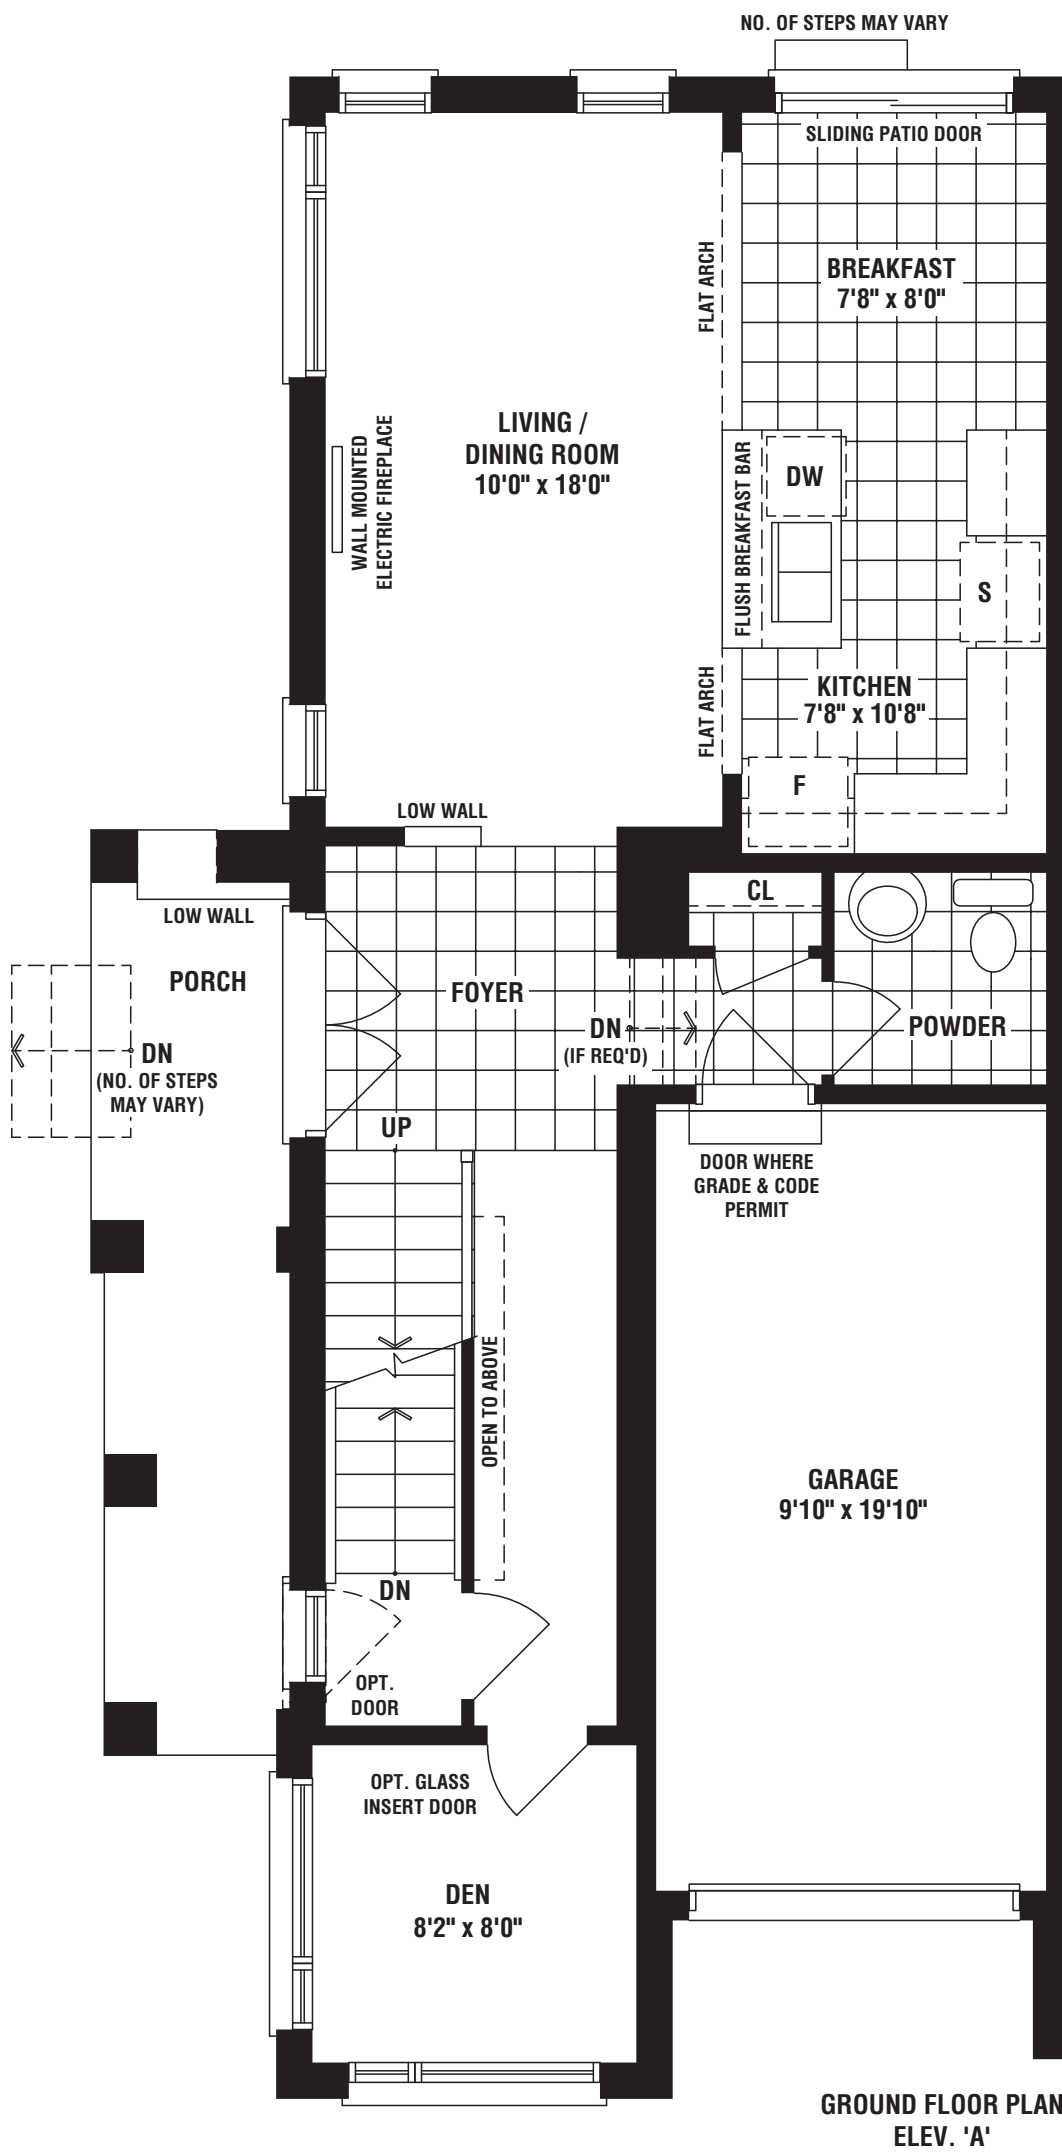 NO. OF STEPS MAY VARY
SLIDING PATIO DOOR
BREAKFAST
7'8" x 8'0"
FLAT ARCH
LIVING /
DINING ROOM
10'0" x 18'0"
WALL MOUNTED
ELECTRIC FIREPLACE
FLUSH BREAKFAST BAR
DW
S
FLAT ARCH
KITCHEN
7'8" x 10'8"
F
LOW WALL
LOW WALL
CL
PORCH
FOYER
DN
(IF REQ'D)
POWDER
DN
(NO. OF STEPS
MAY VARY)
UP
DOOR WHERE
GRADE & CODE
PERMIT
OPEN TO ABOVE
GARAGE
9'10" x 19'10"
DN
OPT.
DOOR
OPT. GLASS
INSERT DOOR
DEN
8'2" x 8'0"
GROUND FLOOR PLAN
ELEV. 'A'